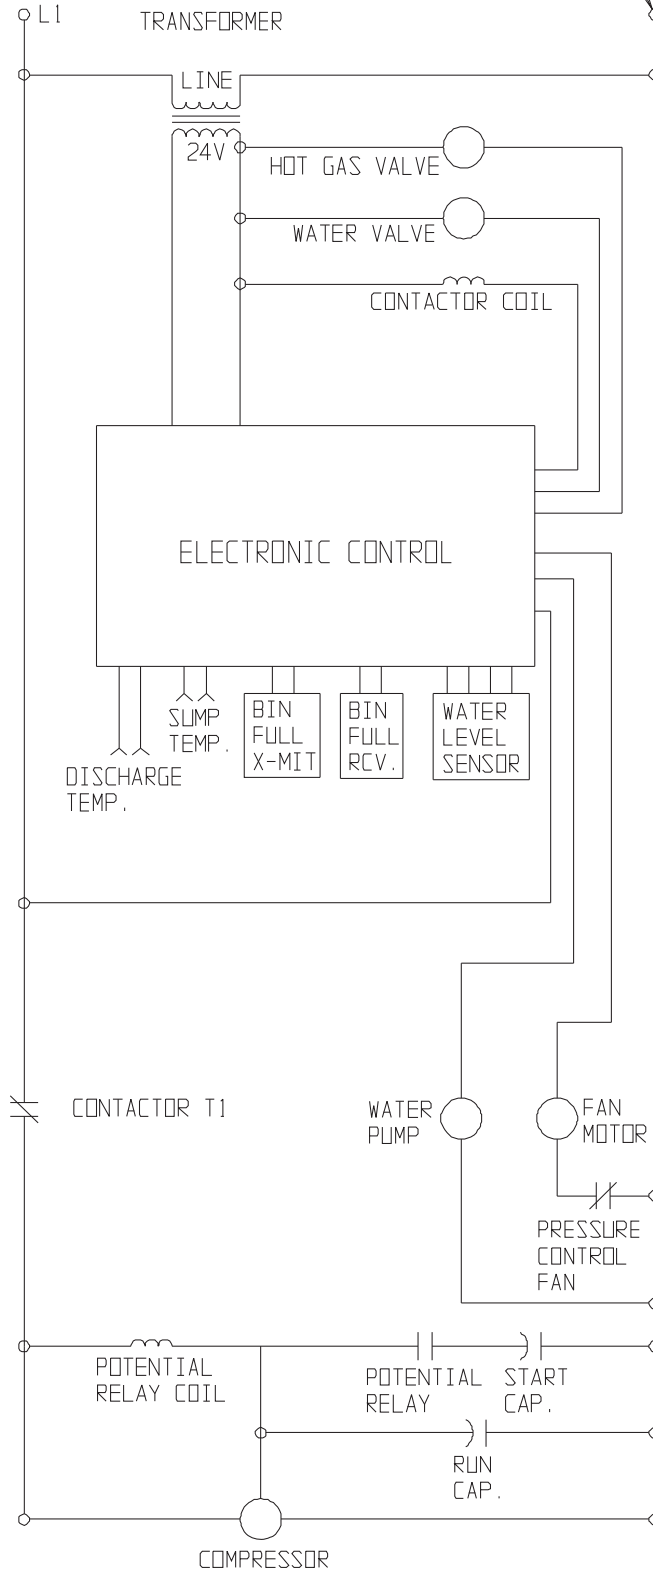 L1
TRANSFORMER
LINE
24V
HOT GAS VALVE
WATER VALVE
CONTACTOR COIL
ELECTRONIC CONTROL
DISCHARGE
TEMP.
SUMP
TEMP.
BIN
FULL
X-MIT
BIN
FULL
RCV.
WATER
LEVEL
SENSOR
CONTACTOR T1
WATER
PUMP
FAN
MOTOR
PRESSURE
CONTROL
FAN
POTENTIAL
RELAY COIL
POTENTIAL
RELAY
START
CAP.
RUN
CAP.
COMPRESSOR